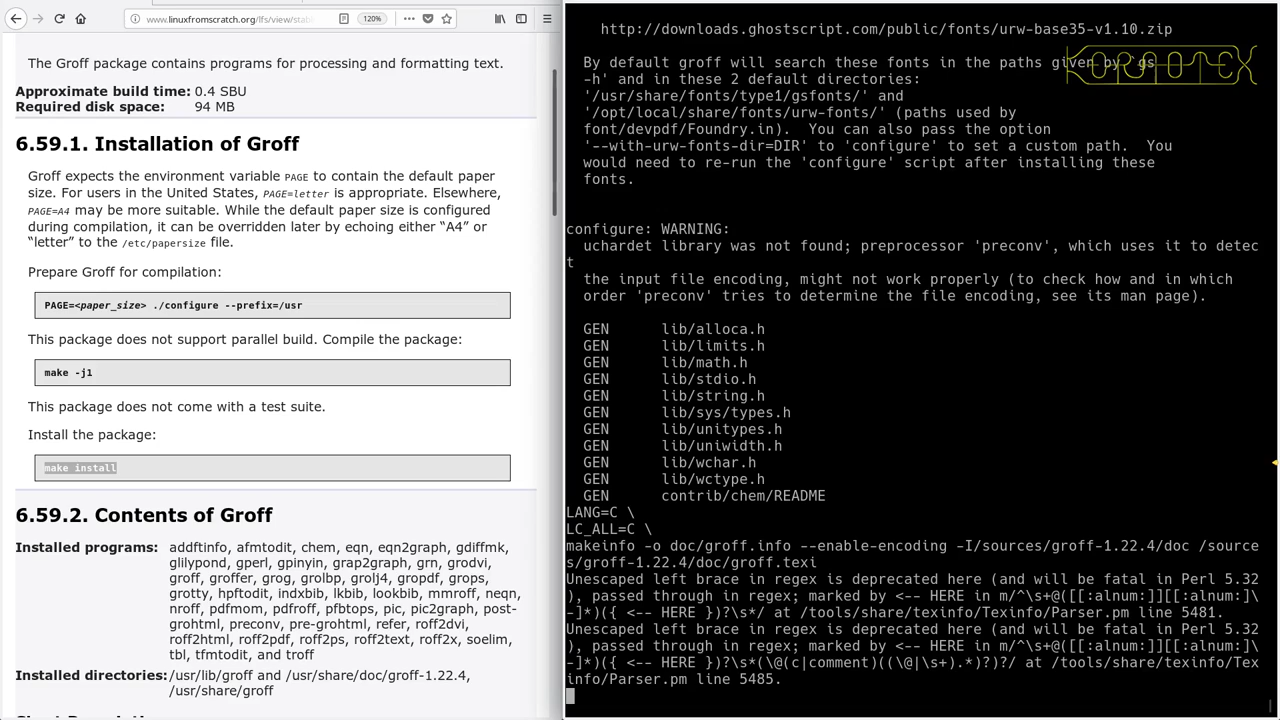 www.linuxfromscratch.org/lfs/view/stab
120%
The Groff package contains programs for processing and formatting text.
Approximate build time: 0.4 SBU
Required disk space: 94 MB
6.59.1. Installation of Groff
Groff expects the environment variable PAGE to contain the default paper
size. For users in the United States, PAGE=letter is appropriate. Elsewhere,
PAGE=A4 may be more suitable. While the default paper size is configured
during compilation, it can be overridden later by echoing either “A4” or
“letter” to the /etc/papersize file.
Prepare Groff for compilation:
PAGE=<paper_size> ./configure --prefix=/usr
This package does not support parallel build. Compile the package:
make -j1
This package does not come with a test suite.
Install the package:
make install
6.59.2. Contents of Groff
Installed programs: addftinfo, afmtodit, chem, eqn, eqn2graph, gdiffmk,
glilypond, gperl, gpinyin, grap2graph, grn, grodvi,
groff, groffer, grog, grolbp, grolj4, gropdf, grops,
grotty, hpftodit, indxbib, lkbib, lookbib, mmroff, neqn,
nroff, pdfmom, pdfroff, pfbtops, pic, pic2graph, post-
grohtml, preconv, pre-grohtml, refer, roff2dvi,
roff2html, roff2pdf, roff2ps, roff2text, roff2x, soelim,
tbl, tfmtodit, and troff
Installed directories: /usr/lib/groff and /usr/share/doc/groff-1.22.4,
/usr/share/groff
http://downloads.ghostscript.com/public/fonts/urw-base35-v1.10.zip
KORIOTEX
By default groff will search these fonts in the paths given by `gs
-h' and in these 2 default directories:
'/usr/share/fonts/type1/gsfonts/' and
'/opt/local/share/fonts/urw-fonts/' (paths used by
font/devpdf/Foundry.in).  You can also pass the option
'--with-urw-fonts-dir=DIR' to 'configure' to set a custom path.  You
would need to re-run the 'configure' script after installing these
fonts.
configure: WARNING:
uchardet library was not found; preprocessor 'preconv', which uses it to detec
t
the input file encoding, might not work properly (to check how and in which
order 'preconv' tries to determine the file encoding, see its man page).
GEN lib/alloca.h
GEN lib/limits.h
GEN lib/math.h
GEN lib/stdio.h
GEN lib/string.h
GEN lib/sys/types.h
GEN lib/unitypes.h
GEN lib/uniwidth.h
GEN lib/wchar.h
GEN lib/wctype.h
GEN contrib/chem/README
LANG=C \
LC_ALL=C \
makeinfo -o doc/groff.info --enable-encoding -I/sources/groff-1.22.4/doc /source
s/groff-1.22.4/doc/groff.texi
Unescaped left brace in regex is deprecated here (and will be fatal in Perl 5.32
), passed through in regex; marked by <-- HERE in m/^\s+@([[:alnum:]][[:alnum:]\
-]*)({ <-- HERE })?\s*/ at /tools/share/texinfo/Texinfo/Parser.pm line 5481.
Unescaped left brace in regex is deprecated here (and will be fatal in Perl 5.32
), passed through in regex; marked by <-- HERE in m/^\s+@([[:alnum:]][[:alnum:]\
-]*)({ <-- HERE })?\s*(\@(c|comment)((\@|\s+).*)?)?/ at /tools/share/texinfo/Tex
info/Parser.pm line 5485.